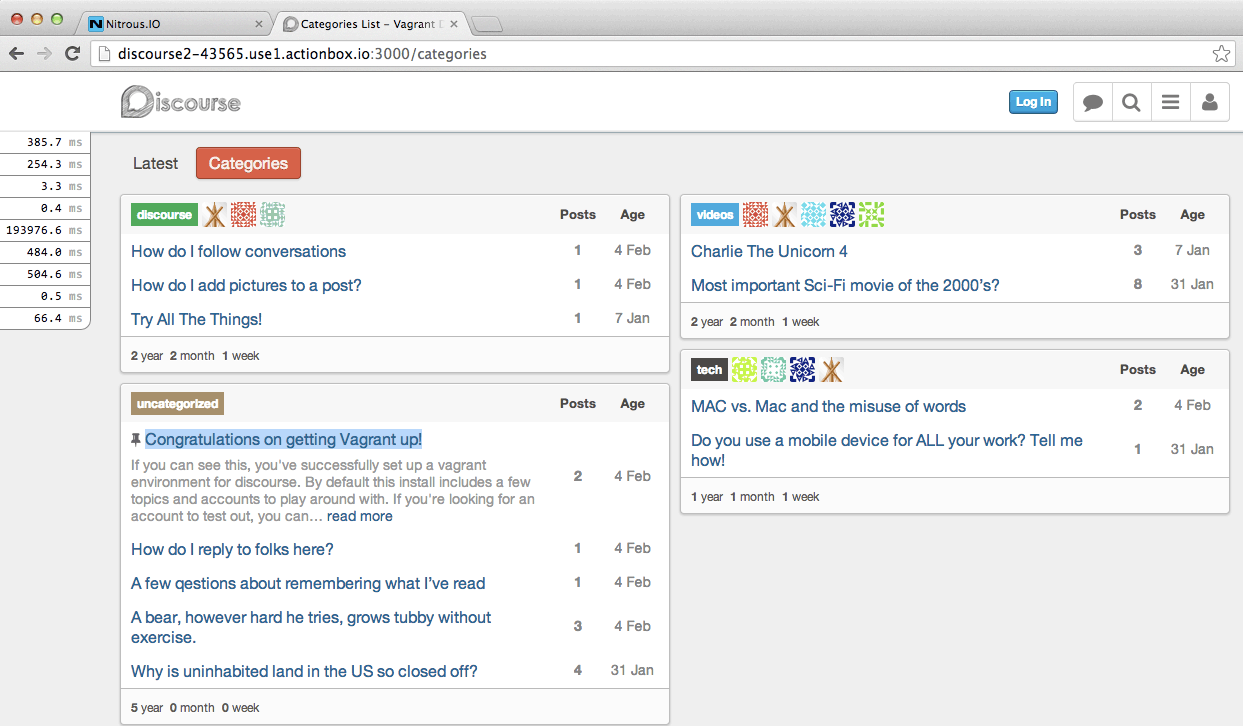 Nitrous.IO
Categories List – Vagrant D
discourse2-43565.use1.actionbox.io:3000/categories
Discourse
Log In
385.7 ms
254.3 ms
3.3 ms
0.4 ms
193976.6 ms
484.0 ms
504.6 ms
0.5 ms
66.4 ms
Latest Categories
discourse Posts Age
How do I follow conversations 1 4 Feb
How do I add pictures to a post? 1 4 Feb
Try All The Things! 1 7 Jan
2 year 2 month 1 week
uncategorized Posts Age
Congratulations on getting Vagrant up!
If you can see this, you've successfully set up a vagrant
environment for discourse. By default this install includes a few
topics and accounts to play around with. If you're looking for an
account to test out, you can… read more
2 4 Feb
How do I reply to folks here? 1 4 Feb
A few qestions about remembering what I’ve read 1 4 Feb
A bear, however hard he tries, grows tubby without
exercise.
3 4 Feb
Why is uninhabited land in the US so closed off? 4 31 Jan
5 year 0 month 0 week
videos Posts Age
Charlie The Unicorn 4 3 7 Jan
Most important Sci-Fi movie of the 2000’s? 8 31 Jan
2 year 2 month 1 week
tech Posts Age
MAC vs. Mac and the misuse of words 2 4 Feb
Do you use a mobile device for ALL your work? Tell me
how!
1 31 Jan
1 year 1 month 1 week